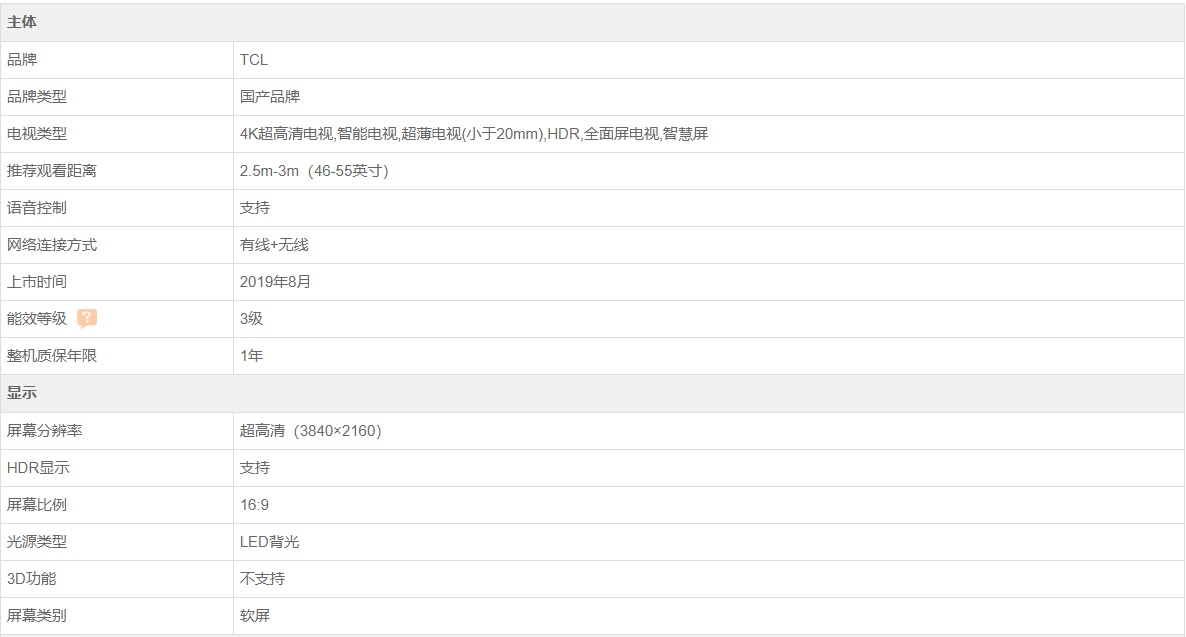 主体
品牌 TCL
品牌类型 国产品牌
电视类型 4K超高清电视,智能电视,超薄电视(小于20mm),HDR,全面屏电视,智慧屏
推荐观看距离 2.5m-3m（46-55英寸）
语音控制 支持
网络连接方式 有线+无线
上市时间 2019年8月
能效等级 ? 3级
整机质保年限 1年
显示
屏幕分辨率 超高清（3840×2160）
HDR显示 支持
屏幕比例 16:9
光源类型 LED背光
3D功能 不支持
屏幕类别 软屏